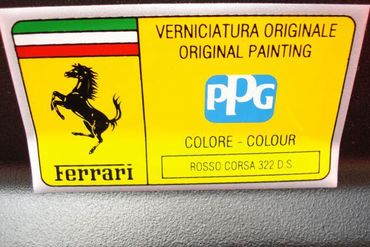 VERNICIATURA ORIGINALE
ORIGINAL PAINTING
PPG
COLORE - COLOUR
ROSSO CORSA 322 D.S.
Ferrari